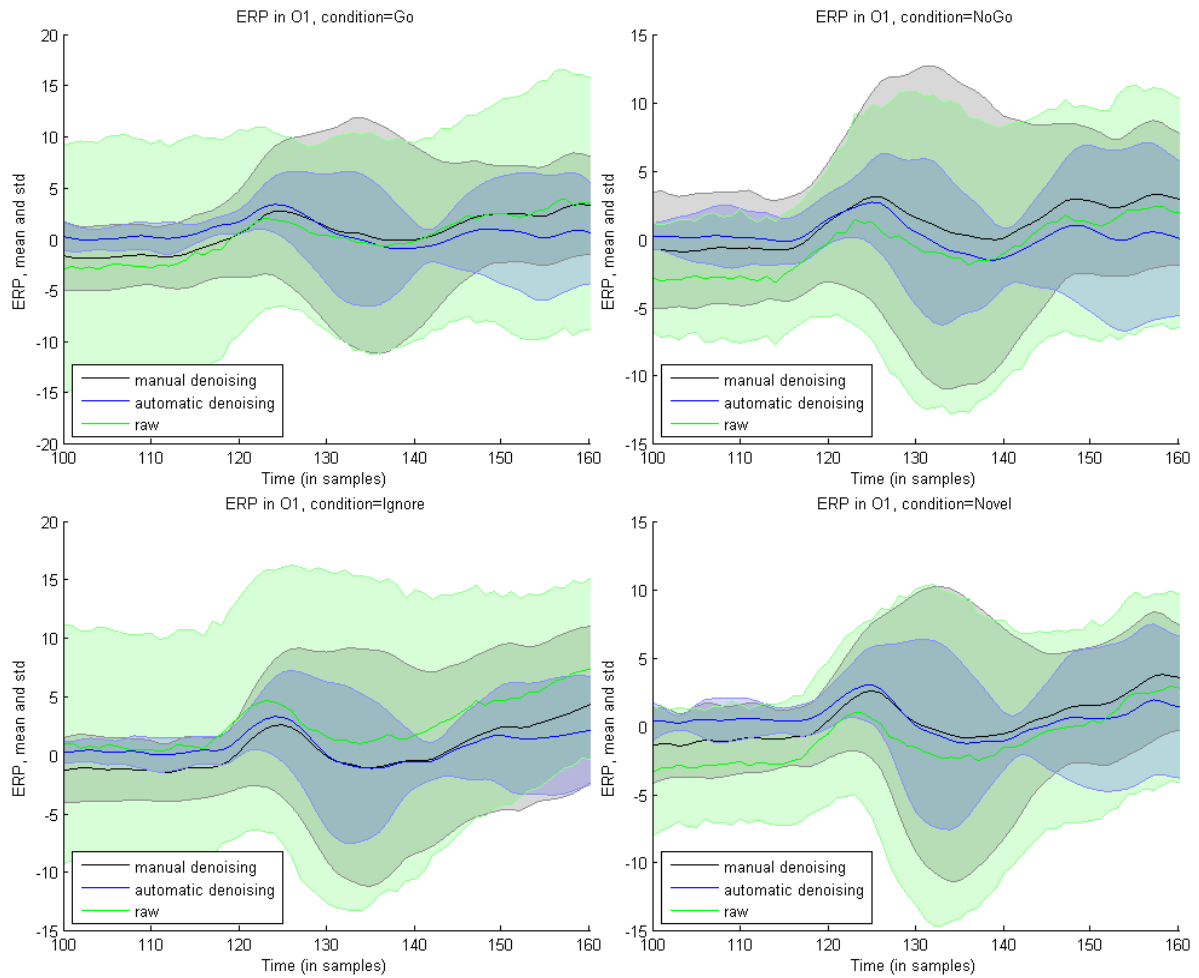 ERP in O1, condition=Go
20
15
10
5
0
-5
-10
-15
-20
ERP, mean and std
manual denoising
automatic denoising
raw
100 110 120 130 140 150 160
Time (in samples)
ERP in O1, condition=NoGo
15
10
5
0
-5
-10
-15
ERP, mean and std
manual denoising
automatic denoising
raw
100 110 120 130 140 150 160
Time (in samples)
ERP in O1, condition=Ignore
20
15
10
5
0
-5
-10
-15
ERP, mean and std
manual denoising
automatic denoising
raw
100 110 120 130 140 150 160
Time (in samples)
ERP in O1, condition=Novel
15
10
5
0
-5
-10
-15
ERP, mean and std
manual denoising
automatic denoising
raw
100 110 120 130 140 150 160
Time (in samples)